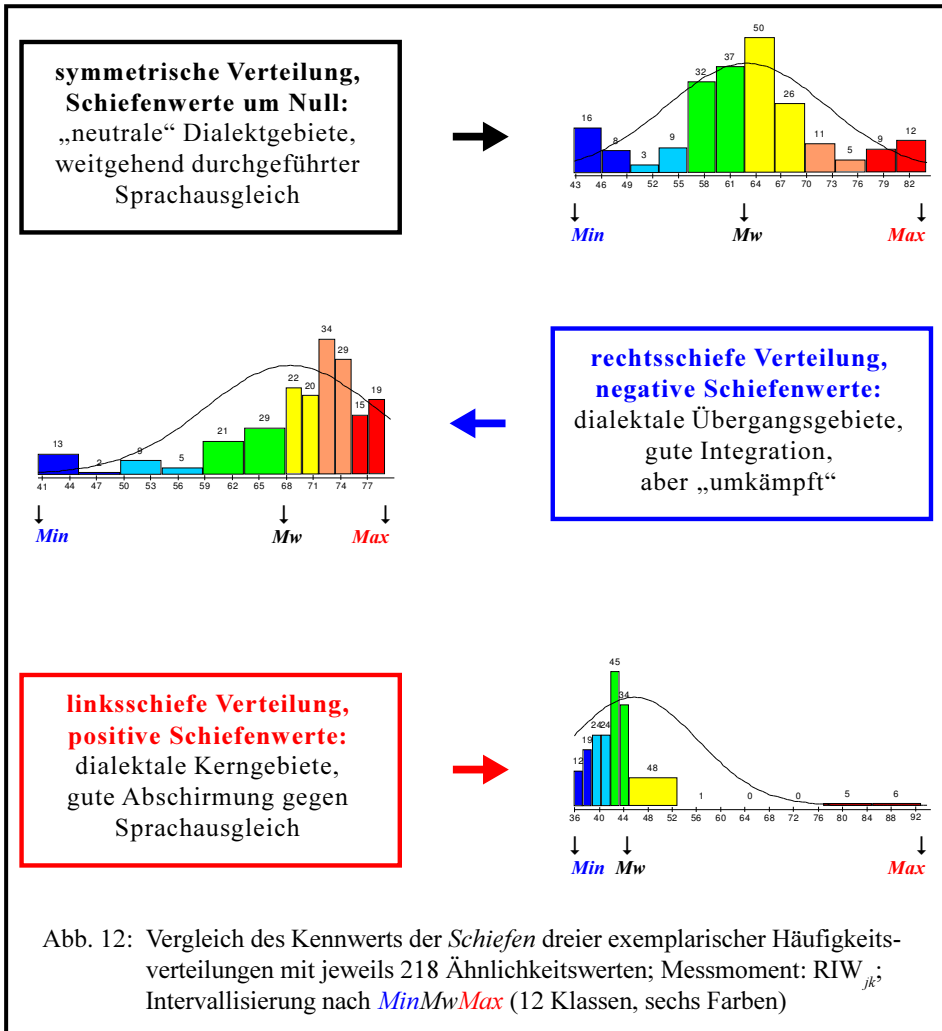 symmetrische Verteilung,
Schiefenwerte um Null:
„neutrale“ Dialektgebiete,
weitgehend durchgeführter
Sprachausgleich
16 8 3 9 32 37 50 26 11 5 9 12
43 46 49 52 55 58 61 64 67 70 73 76 79 82
Min Mw Max
13 2 9 5 21 29 22 20 34 29 15 19
41 44 47 50 53 56 59 62 65 68 71 74 77
Min Mw Max
rechtsschiefe Verteilung,
negative Schiefenwerte:
dialektale Übergangsgebiete,
gute Integration,
aber „umkämpft“
linksschiefe Verteilung,
positive Schiefenwerte:
dialektale Kerngebiete,
gute Abschirmung gegen
Sprachausgleich
12 19 24 24 45 34 48 1 0 0 5 6
36 40 44 48 52 56 60 64 68 72 76 80 84 88 92
Min Mw Max
Abb. 12: Vergleich des Kennwerts der Schiefen dreier exemplarischer Häufigkeits-
verteilungen mit jeweils 218 Ähnlichkeitswerten; Messmoment: RIWjk;
Intervallisierung nach MinMwMax (12 Klassen, sechs Farben)